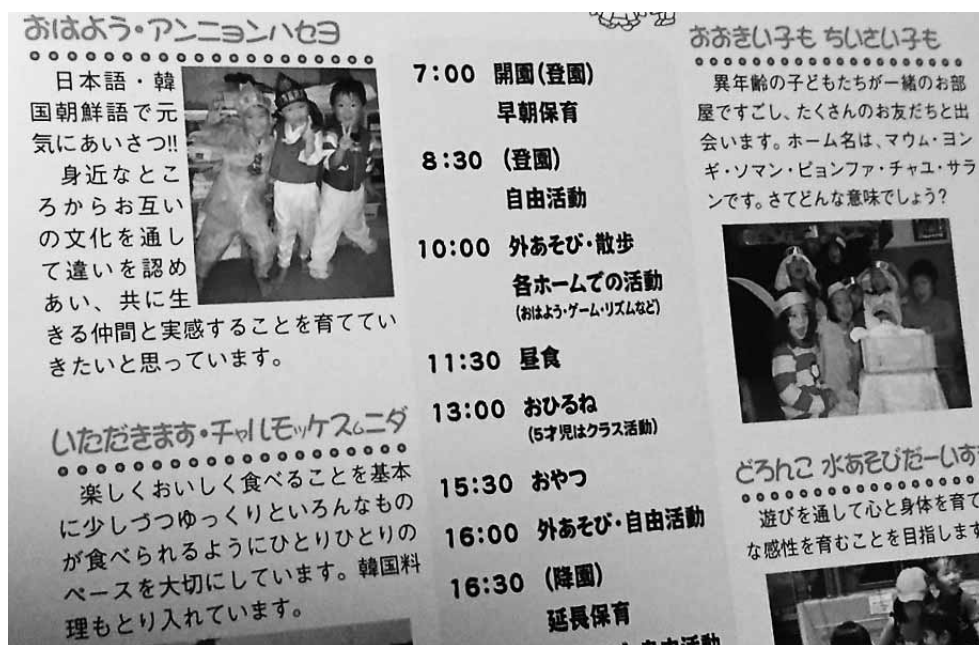 おはよう・アンニョンハセヨ
日本語・韓
国朝鮮語で元
気にあいさつ!!
身近なとこ
ろからお互い
の文化を通し
て違いを認め
あい、共に生
きる仲間と実感することを育ててい
きたいと思っています。
いただきます・チャルモッケスムニダ
楽しくおいしく食べることを基本
に少しづつゆっくりといろんなもの
が食べられるようにひとりひとりの
ペースを大切にしています。韓国料
理もとり入れています。
7:00 開園(登園)
早朝保育
8:30 (登園)
自由活動
10:00 外あそび・散歩
各ホームでの活動
(おはよう・ゲーム・リズムなど)
11:30 昼食
13:00 おひるね
(5才児はクラス活動)
15:30 おやつ
16:00 外あそび・自由活動
16:30 (降園)
延長保育
自由活動
おおきい子も ちいさい子も
異年齢の子どもたちが一緒のお部
屋ですごし、たくさんのお友だちと出
会います。ホーム名は、マウム・ヨン
ギ・ソマン・ピョンファ・チャユ・サラ
ンです。さてどんな意味でしょう?
どろんこ 水あそびだーいす
遊びを通して心と身体を育て
な感性を育むことを目指します